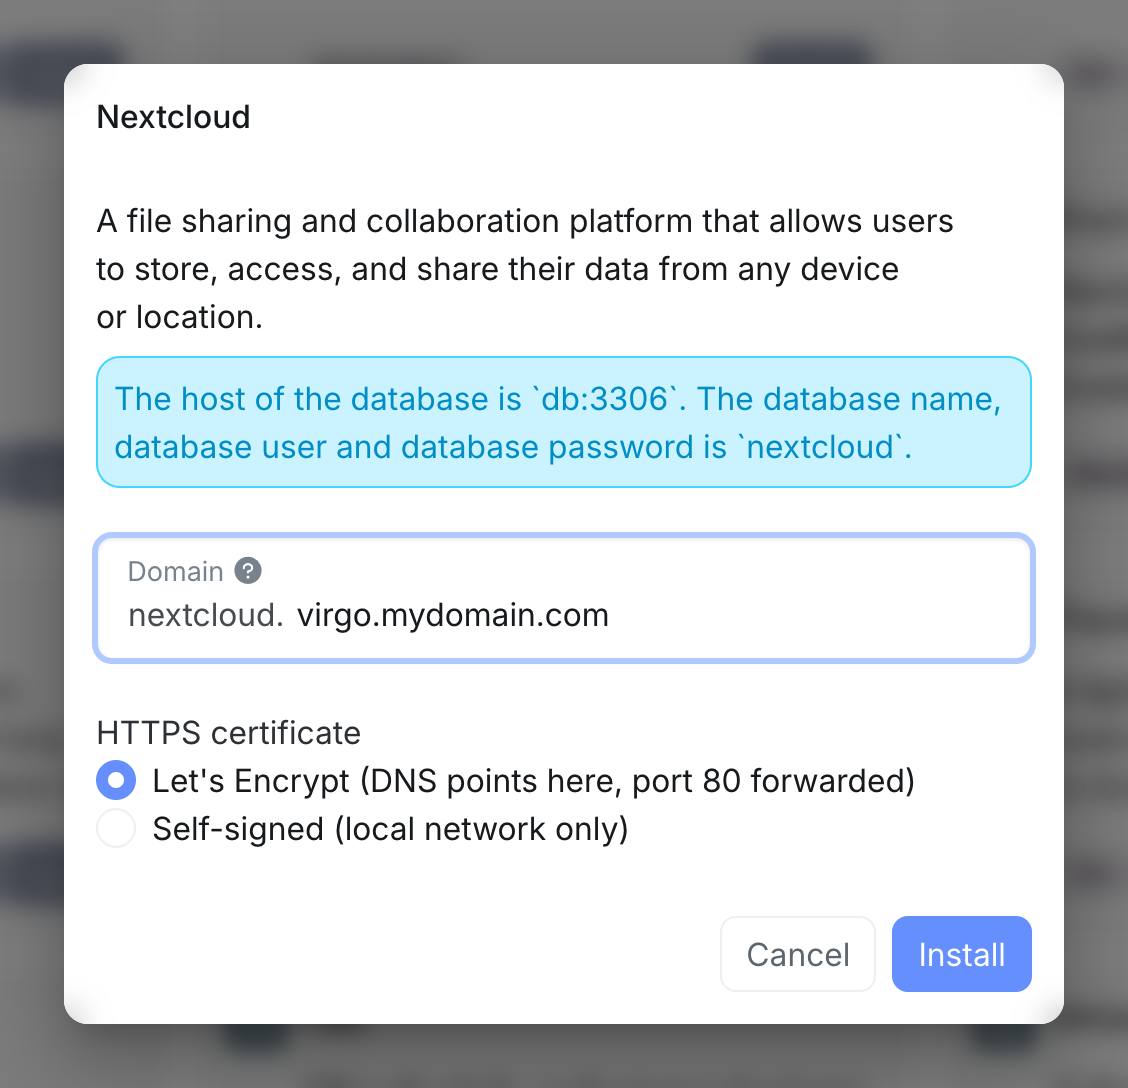 Nextcloud
A file sharing and collaboration platform that allows users
to store, access, and share their data from any device
or location.
The host of the database is `db:3306`. The database name,
database user and database password is `nextcloud`.
Domain ?
nextcloud. virgo.mydomain.com
HTTPS certificate
Let's Encrypt (DNS points here, port 80 forwarded)
Self-signed (local network only)
Cancel Install